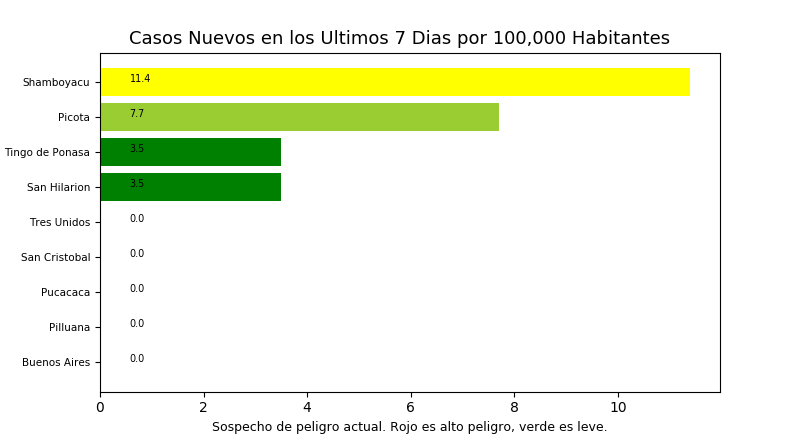 Casos Nuevos en los Ultimos 7 Dias por 100,000 Habitantes
Shamboyacu 11.4
Picota 7.7
Tingo de Ponasa 3.5
San Hilarion 3.5
Tres Unidos 0.0
San Cristobal 0.0
Pucacaca 0.0
Pilluana 0.0
Buenos Aires 0.0
0 2 4 6 8 10
Sospecho de peligro actual. Rojo es alto peligro, verde es leve.